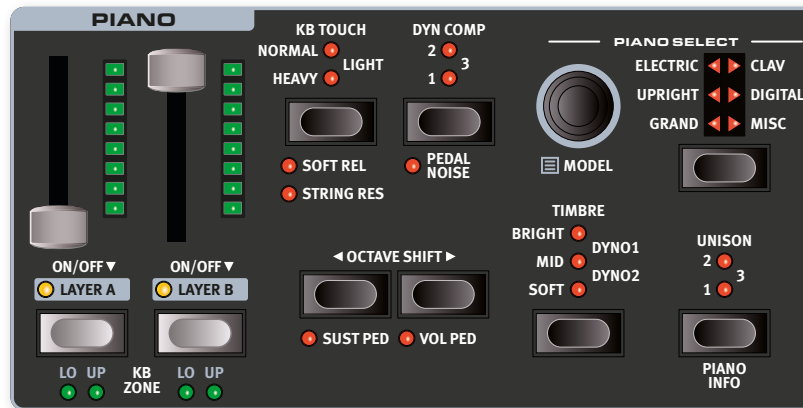 PIANO
KB TOUCH
NORMAL
LIGHT
HEAVY
SOFT REL
STRING RES
DYN COMP
2
3
1
PEDAL
NOISE
PIANO SELECT
ELECTRIC
CLAV
UPRIGHT
DIGITAL
GRAND
MISC
MODEL
ON/OFF▼
LAYER A
LO UP
ON/OFF▼
LAYER B
LO UP
KB
ZONE
◄ OCTAVE SHIFT ►
SUST PED
VOL PED
TIMBRE
BRIGHT
DYNO1
MID
DYNO2
SOFT
UNISON
2
3
1
PIANO
INFO